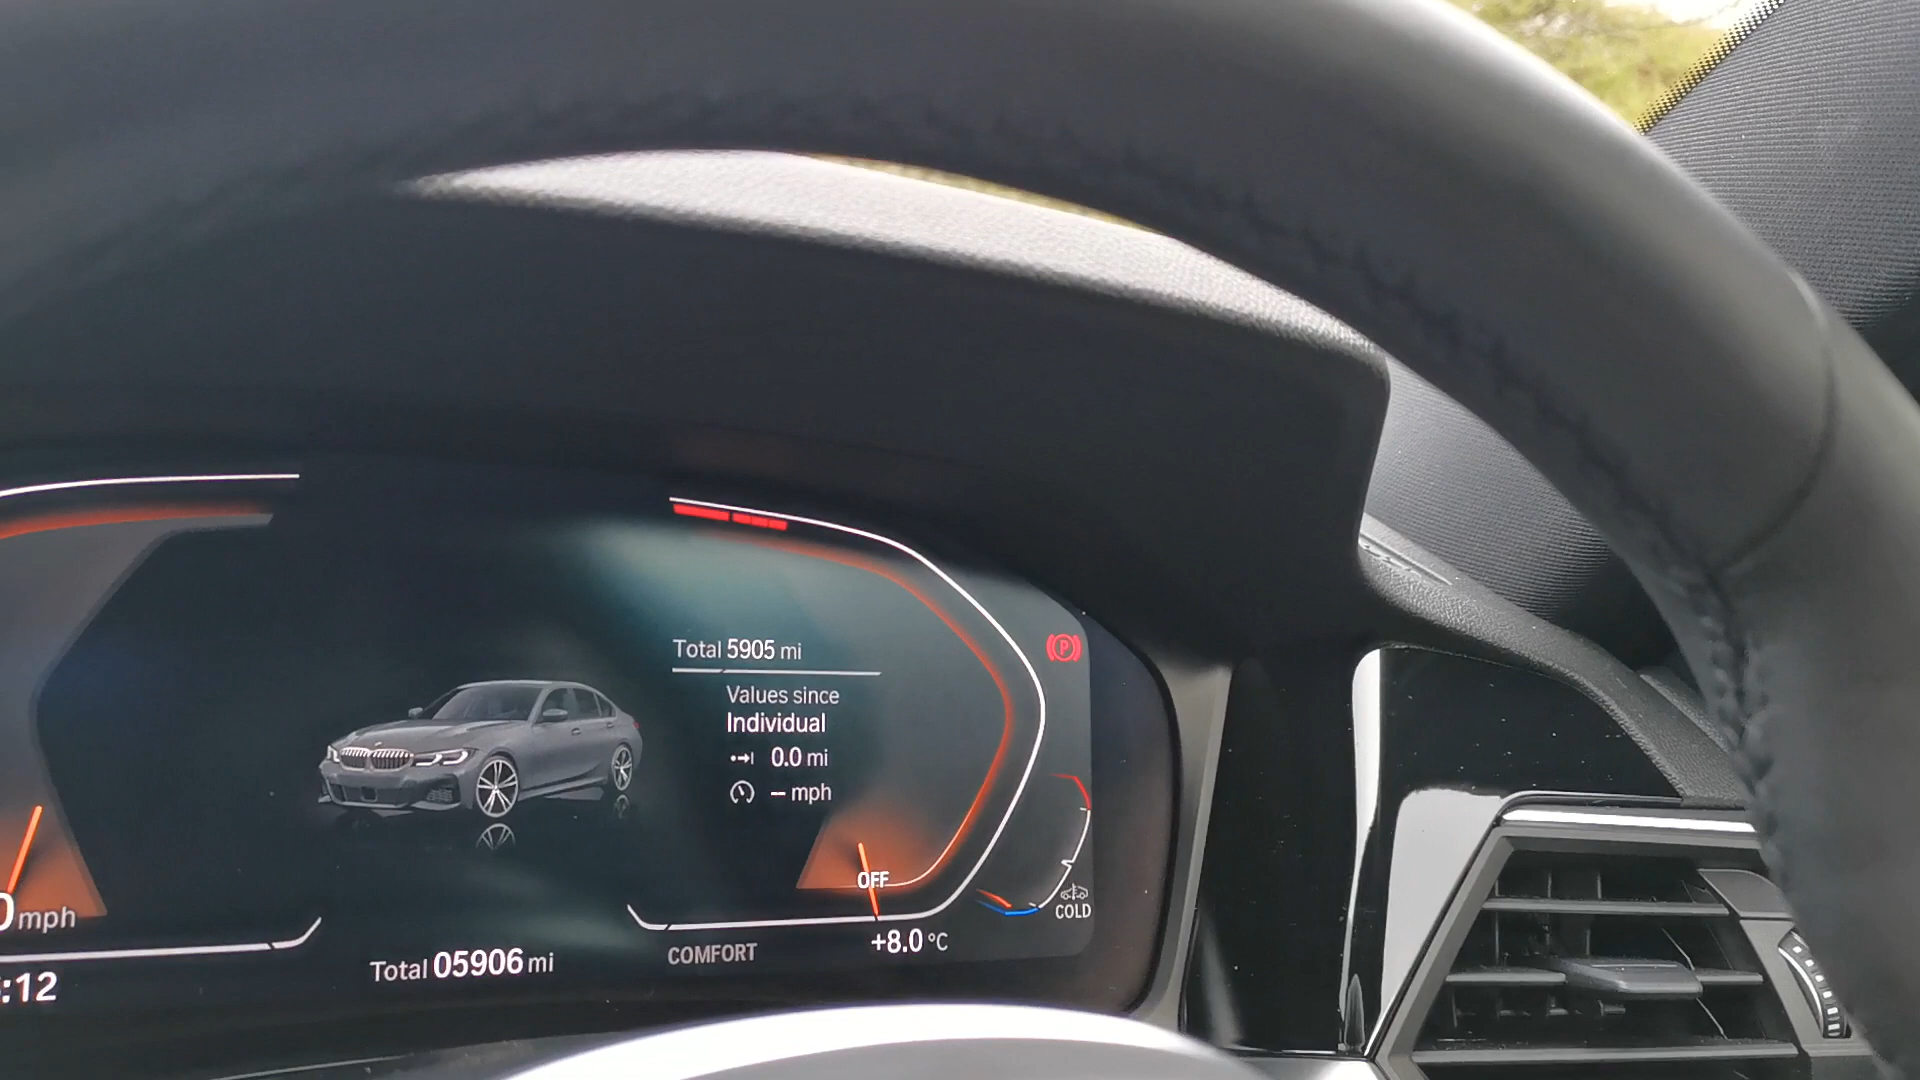 Total 5905 mi
Values since
Individual
0.0 mi
– mph
OFF
COLD
0 mph
COMFORT
+8.0 °C
Total 05906 mi
:12
P